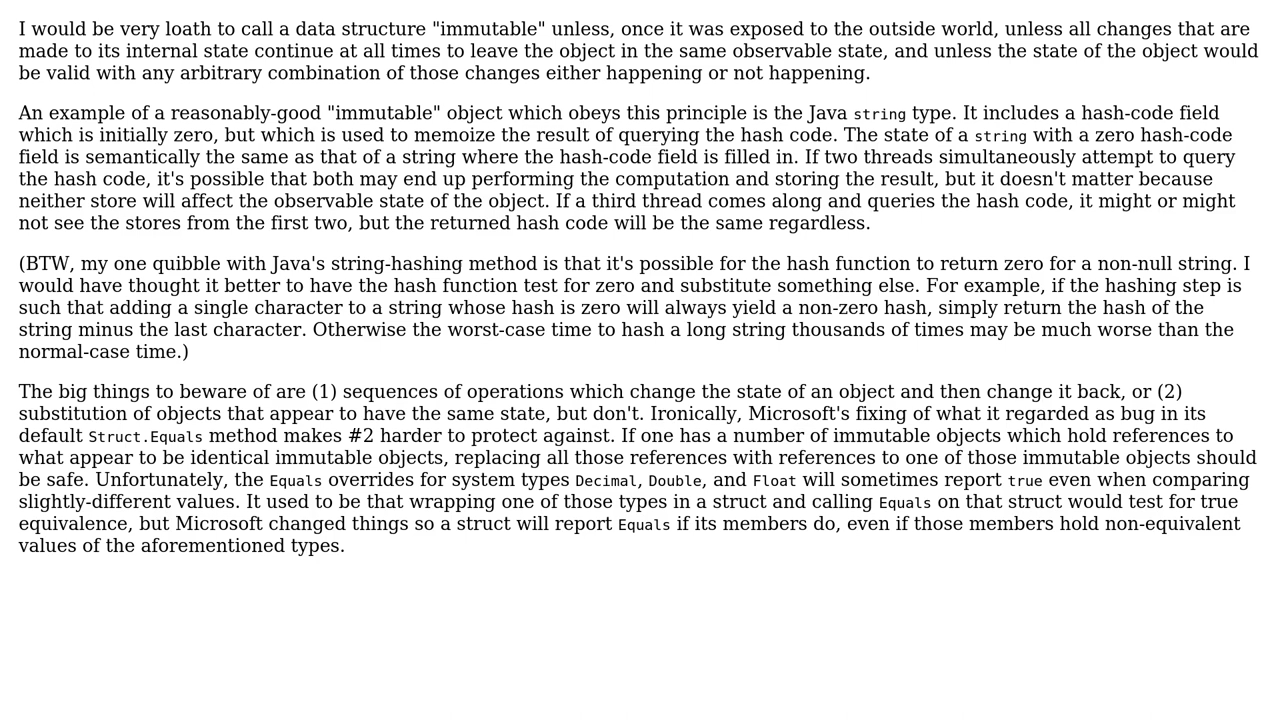 I would be very loath to call a data structure "immutable" unless, once it was exposed to the outside world, unless all changes that are
made to its internal state continue at all times to leave the object in the same observable state, and unless the state of the object would
be valid with any arbitrary combination of those changes either happening or not happening.
An example of a reasonably-good "immutable" object which obeys this principle is the Java string type. It includes a hash-code field
which is initially zero, but which is used to memoize the result of querying the hash code. The state of a string with a zero hash-code
field is semantically the same as that of a string where the hash-code field is filled in. If two threads simultaneously attempt to query
the hash code, it's possible that both may end up performing the computation and storing the result, but it doesn't matter because
neither store will affect the observable state of the object. If a third thread comes along and queries the hash code, it might or might
not see the stores from the first two, but the returned hash code will be the same regardless.
(BTW, my one quibble with Java's string-hashing method is that it's possible for the hash function to return zero for a non-null string. I
would have thought it better to have the hash function test for zero and substitute something else. For example, if the hashing step is
such that adding a single character to a string whose hash is zero will always yield a non-zero hash, simply return the hash of the
string minus the last character. Otherwise the worst-case time to hash a long string thousands of times may be much worse than the
normal-case time.)
The big things to beware of are (1) sequences of operations which change the state of an object and then change it back, or (2)
substitution of objects that appear to have the same state, but don't. Ironically, Microsoft's fixing of what it regarded as bug in its
default Struct.Equals method makes #2 harder to protect against. If one has a number of immutable objects which hold references to
what appear to be identical immutable objects, replacing all those references with references to one of those immutable objects should
be safe. Unfortunately, the Equals overrides for system types Decimal, Double, and Float will sometimes report true even when comparing
slightly-different values. It used to be that wrapping one of those types in a struct and calling Equals on that struct would test for true
equivalence, but Microsoft changed things so a struct will report Equals if its members do, even if those members hold non-equivalent
values of the aforementioned types.